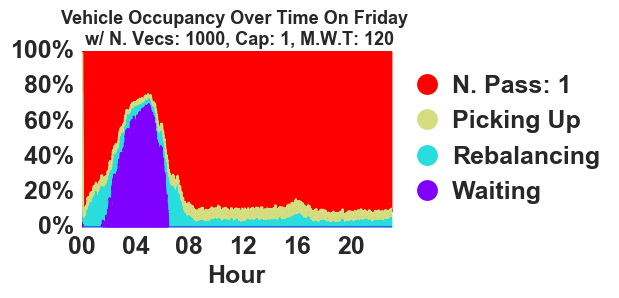 Vehicle Occupancy Over Time On Friday
w/ N. Vecs: 1000, Cap: 1, M.W.T: 120
100%
80%
60%
40%
20%
0%
00 04 08 12 16 20
Hour
N. Pass: 1
Picking Up
Rebalancing
Waiting